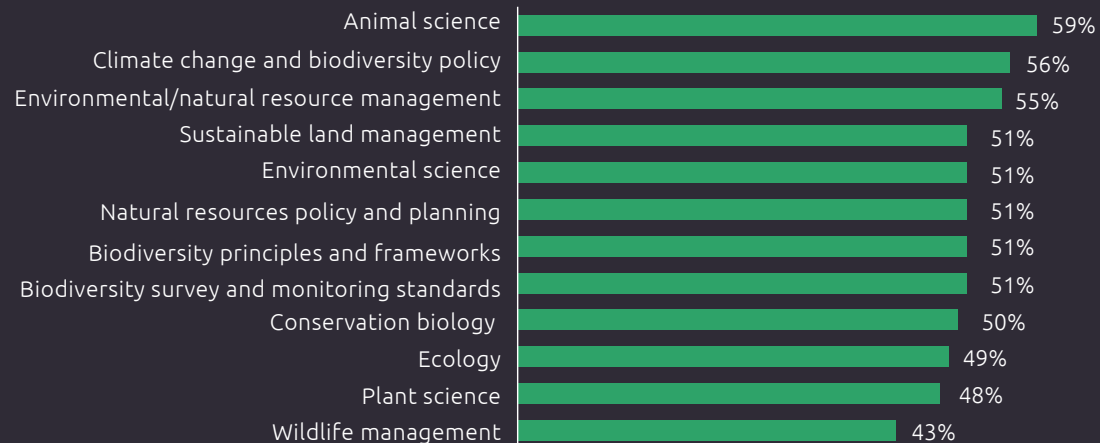 Animal science 59%
Climate change and biodiversity policy 56%
Environmental/natural resource management 55%
Sustainable land management 51%
Environmental science 51%
Natural resources policy and planning 51%
Biodiversity principles and frameworks 51%
Biodiversity survey and monitoring standards 51%
Conservation biology 50%
Ecology 49%
Plant science 48%
Wildlife management 43%